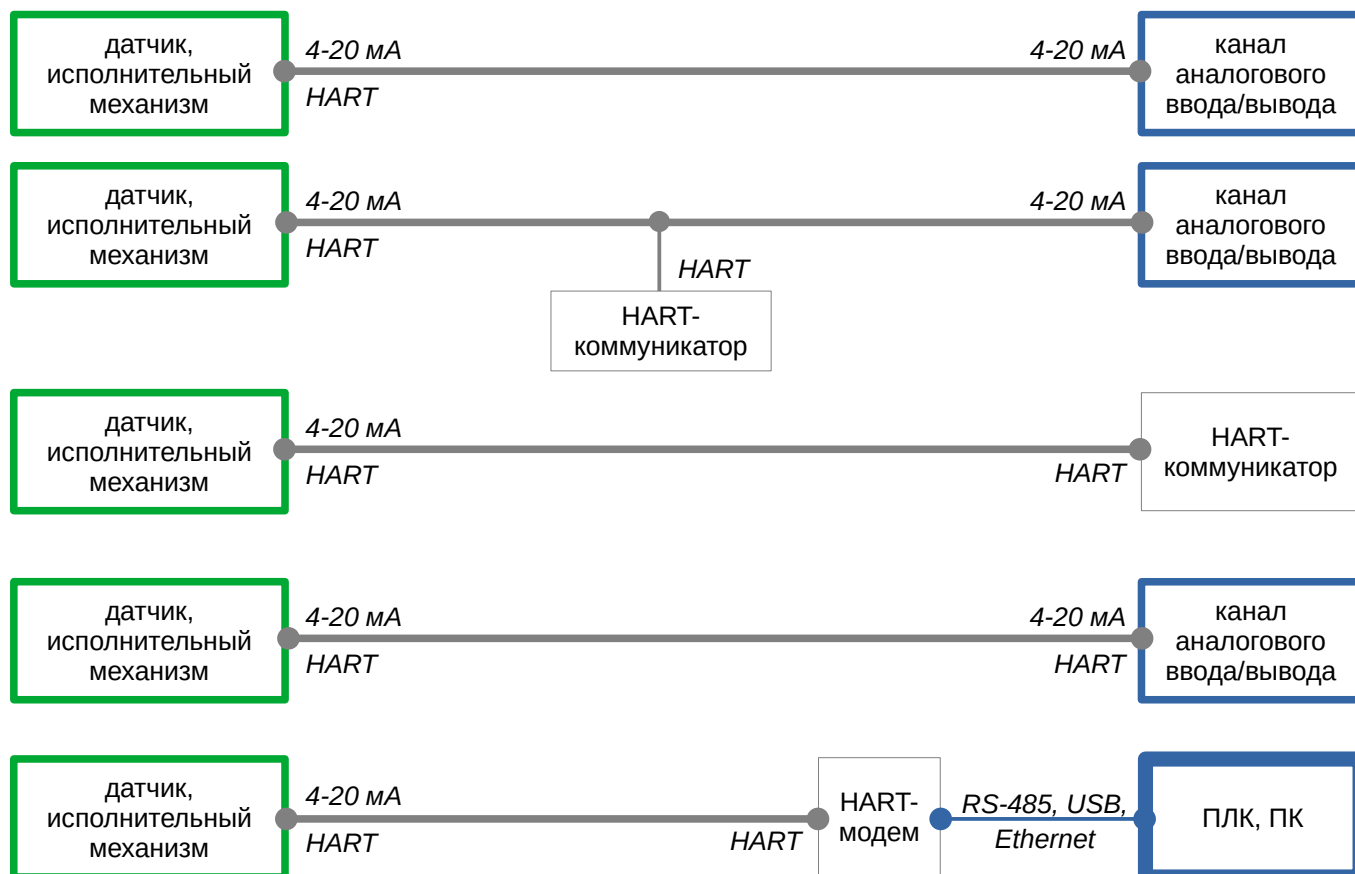 датчик,
исполнительный
механизм
4-20 мА
HART
4-20 мА
канал
аналогового
ввода/вывода
датчик,
исполнительный
механизм
4-20 мА
HART
HART
HART-
коммуникатор
4-20 мА
канал
аналогового
ввода/вывода
датчик,
исполнительный
механизм
4-20 мА
HART
HART
HART-
коммуникатор
датчик,
исполнительный
механизм
4-20 мА
HART
4-20 мА
HART
канал
аналогового
ввода/вывода
датчик,
исполнительный
механизм
4-20 мА
HART
HART
HART-
модем
RS-485, USB,
Ethernet
ПЛК, ПК